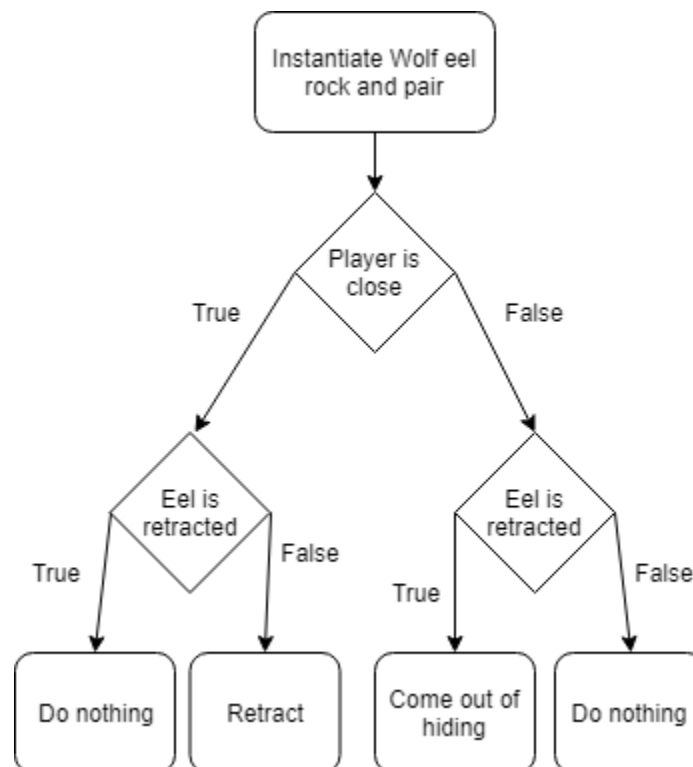 Instantiate Wolf eel
rock and pair
Player is
close
True
False
Eel is
retracted
Eel is
retracted
True
False
True
False
Do nothing
Retract
Come out of
hiding
Do nothing